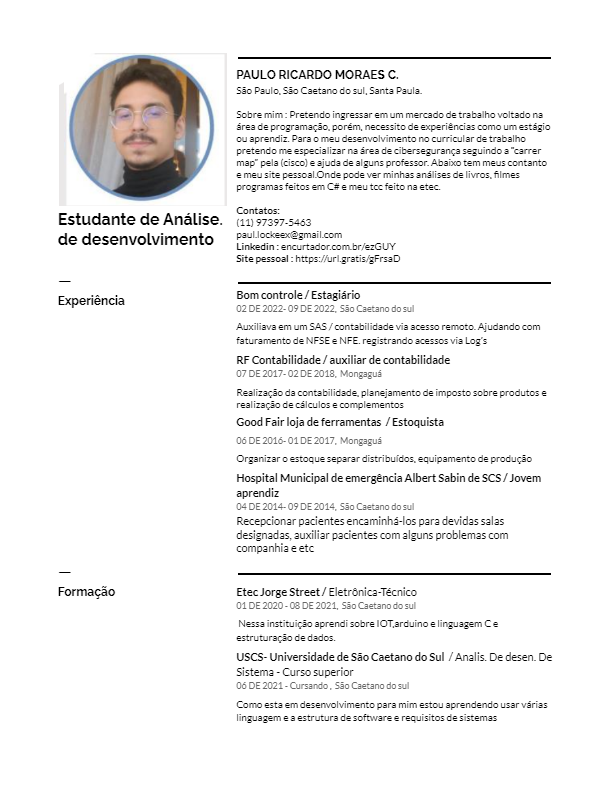 PAULO RICARDO MORAES C.
São Paulo, São Caetano do sul, Santa Paula.
Sobre mim : Pretendo ingressar em um mercado de trabalho voltado na
área de programação, porém, necessito de experiências como um estágio
ou aprendiz. Para o meu desenvolvimento no curricular de trabalho
pretendo me especializar na área de cibersegurança seguindo a "carrer
map" pela (cisco) e ajuda de alguns professor. Abaixo tem meus contanto
e meu site pessoal.Onde pode ver minhas análises de livros, filmes
programas feitos em C# e meu tcc feito na etec.
Contatos:
(11) 97397-5463
paul.lockeex@gmail.com
Linkedin : encurtador.com.br/ezGUY
Site pessoal : https://url.gratis/gFrsaD
Estudante de Análise.
de desenvolvimento
Experiência
Bom controle / Estagiário
02 DE 2022- 09 DE 2022, São Caetano do sul
Auxiliava em um SAS / contabilidade via acesso remoto. Ajudando com
faturamento de NFSE e NFE. registrando acessos via Log's
RF Contabilidade / auxiliar de contabilidade
07 DE 2017- 02 DE 2018, Mongaguá
Realização da contabilidade, planejamento de imposto sobre produtos e
realização de cálculos e complementos
Good Fair loja de ferramentas / Estoquista
06 DE 2016- 01 DE 2017, Mongaguá
Organizar o estoque separar distribuídos, equipamento de produção
Hospital Municipal de emergência Albert Sabin de SCS / Jovem
aprendiz
04 DE 2014- 09 DE 2014, São Caetano do sul
Recepcionar pacientes encaminhá-los para devidas salas
designadas, auxiliar pacientes com alguns problemas com
companhia e etc
Formação
Etec Jorge Street / Eletrônica-Técnico
01 DE 2020 - 08 DE 2021, São Caetano do sul
Nessa instituição aprendi sobre IOT,arduino e linguagem C e
estruturação de dados.
USCS- Universidade de São Caetano do Sul / Analis. De desen. De
Sistema - Curso superior
06 DE 2021 - Cursando , São Caetano do sul
Como esta em desenvolvimento para mim estou aprendendo usar várias
linguagem e a estrutura de software e requisitos de sistemas